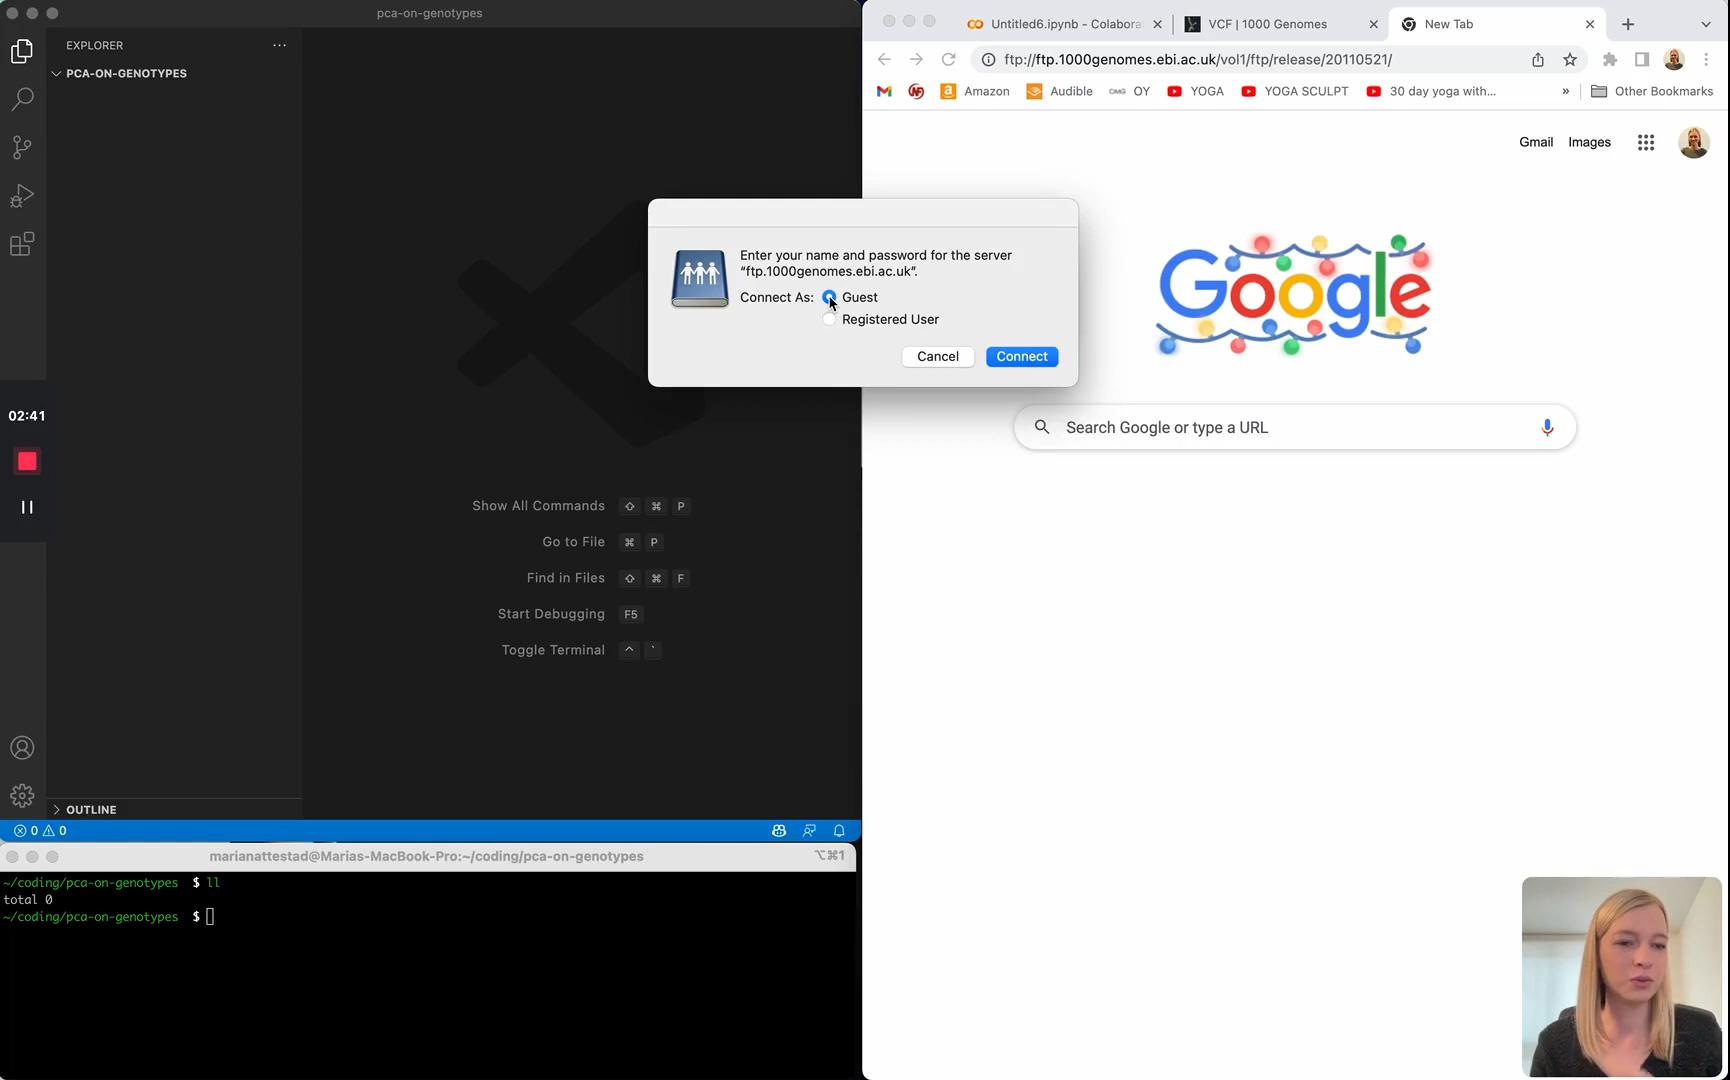 pca-on-genotypes
EXPLORER
PCA-ON-GENOTYPES
02:41
Show All Commands ⇧ ⌘ P
Go to File ⌘ P
Find in Files ⇧ ⌘ F
Start Debugging F5
Toggle Terminal ^ `
OUTLINE
0 0
marianattestad@Marias-MacBook-Pro:~/coding/pca-on-genotypes
⌥⌘1
~/coding/pca-on-genotypes $ ll
total 0
~/coding/pca-on-genotypes $
Untitled6.ipynb - Colabora
VCF | 1000 Genomes
New Tab
ftp://ftp.1000genomes.ebi.ac.uk/vol1/ftp/release/20110521/
Amazon
Audible
OMG OY
YOGA
YOGA SCULPT
30 day yoga with...
»
Other Bookmarks
Gmail Images
Google
Search Google or type a URL
Enter your name and password for the server
“ftp.1000genomes.ebi.ac.uk”.
Connect As: Guest
Registered User
Cancel
Connect